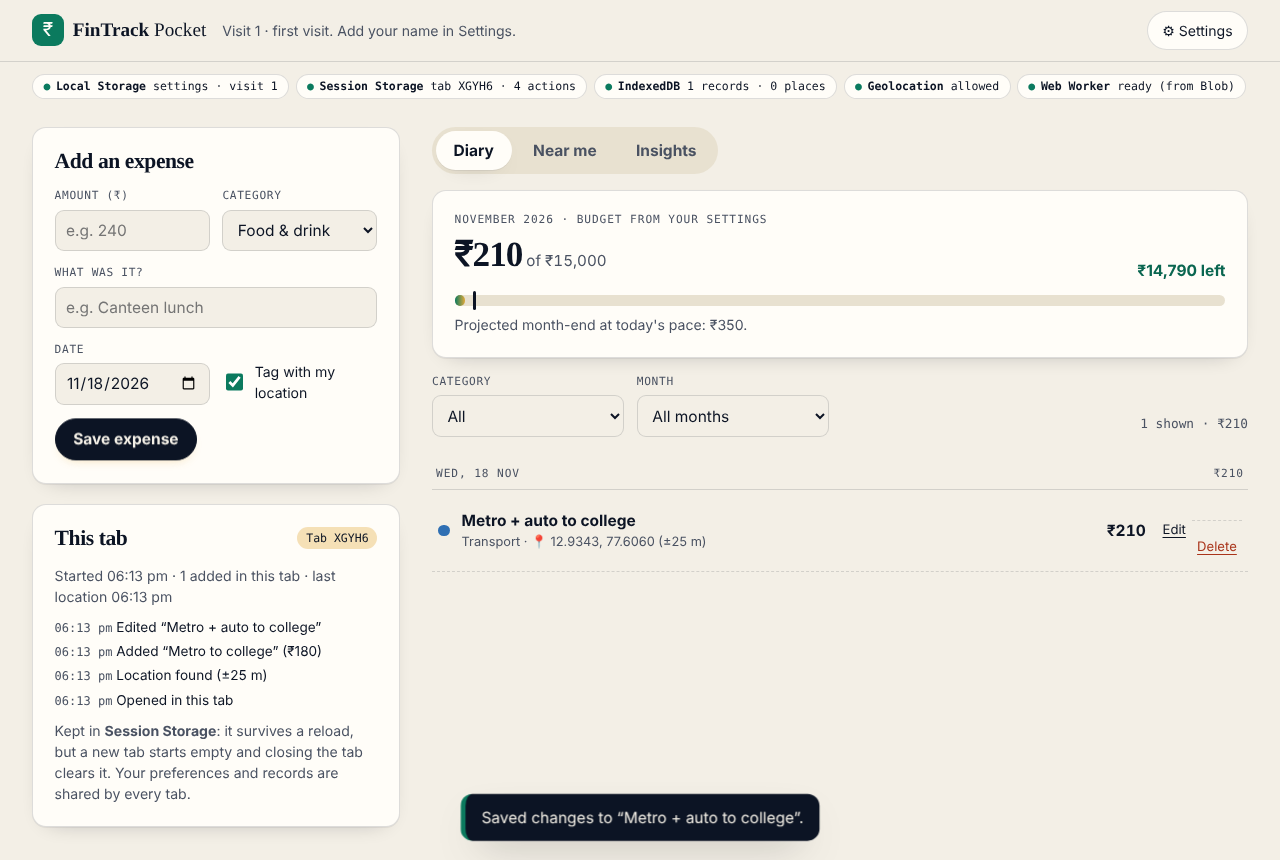 ₹ FinTrack Pocket Visit 1 · first visit. Add your name in Settings. ⚙ Settings
● Local Storage settings · visit 1 ● Session Storage tab XGYH6 · 4 actions ● IndexedDB 1 records · 0 places ● Geolocation allowed ● Web Worker ready (from Blob)
Add an expense
AMOUNT (₹) CATEGORY
e.g. 240 Food & drink
WHAT WAS IT?
e.g. Canteen lunch
DATE
11/18/2026 Tag with my
location
Save expense
This tab Tab XGYH6
Started 06:13 pm · 1 added in this tab · last
location 06:13 pm
06:13 pm Edited “Metro + auto to college”
06:13 pm Added “Metro to college” (₹180)
06:13 pm Location found (±25 m)
06:13 pm Opened in this tab
Kept in Session Storage: it survives a reload,
but a new tab starts empty and closing the tab
clears it. Your preferences and records are
shared by every tab.
Diary Near me Insights
NOVEMBER 2026 · BUDGET FROM YOUR SETTINGS
₹210 of ₹15,000
₹14,790 left
Projected month-end at today's pace: ₹350.
CATEGORY MONTH
All All months
1 shown · ₹210
WED, 18 NOV ₹210
Metro + auto to college
Transport · 📍 12.9343, 77.6060 (±25 m)
₹210 Edit
Delete
Saved changes to “Metro + auto to college”.